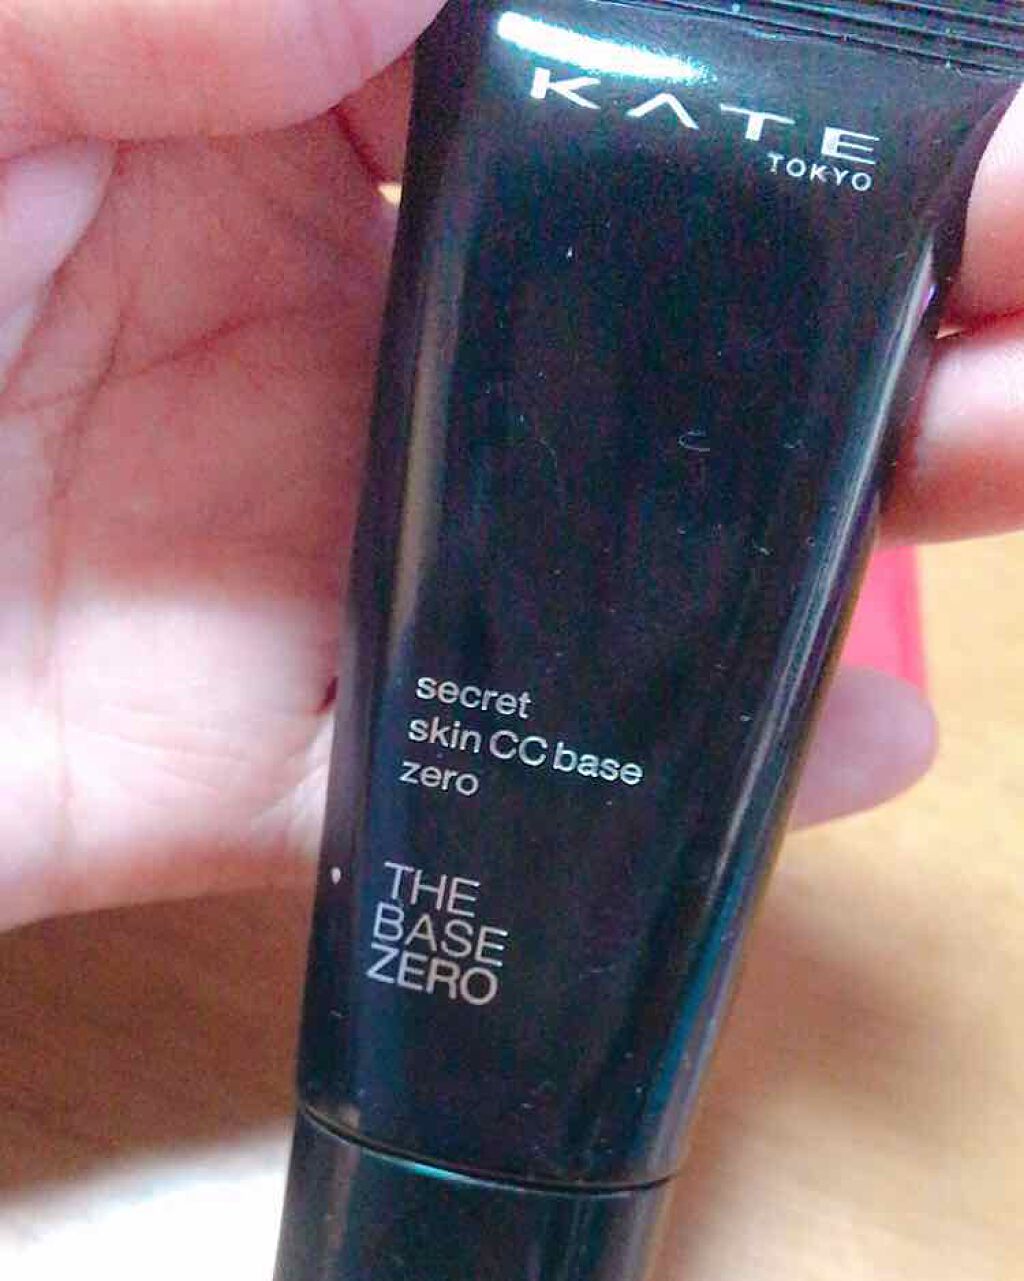 KATE
TOKYO
secret
skin CC base
zero
THE
BASE
ZERO